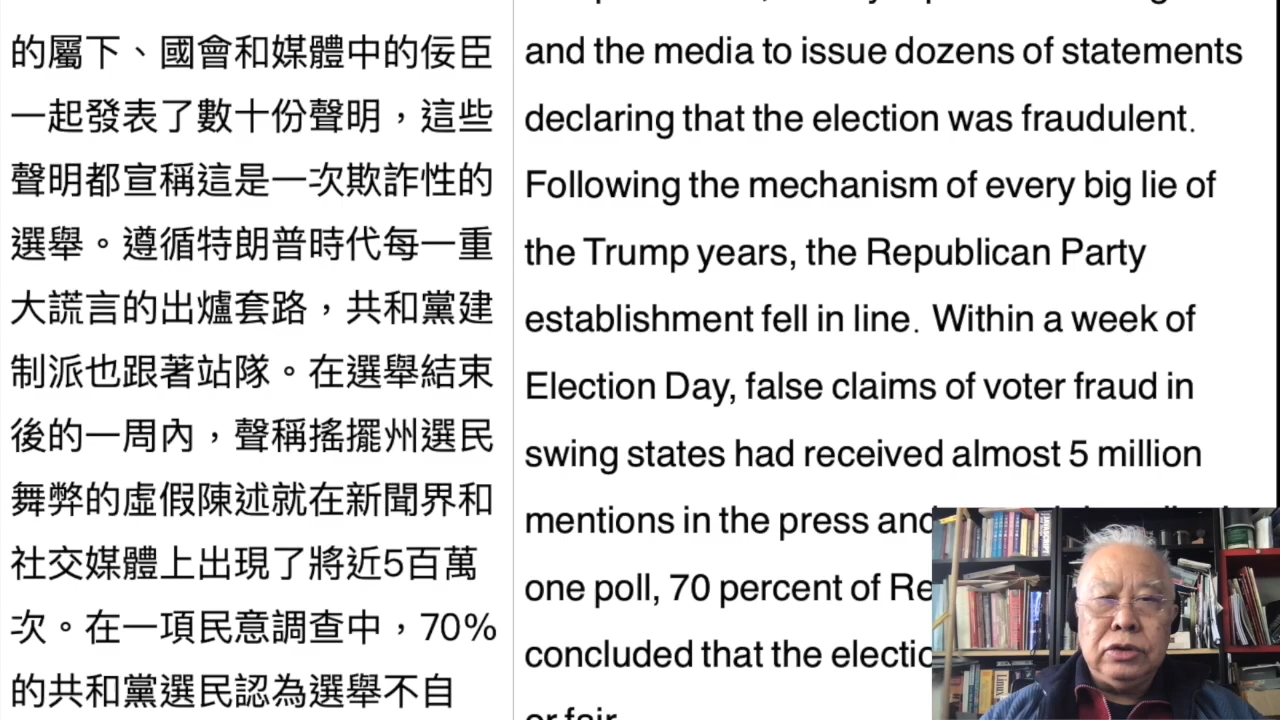 的屬下、國會和媒體中的佞臣
一起發表了數十份聲明，這些
聲明都宣稱這是一次欺詐性的
選舉。遵循特朗普時代每一重
大謊言的出爐套路，共和黨建
制派也跟著站隊。在選舉結束
後的一周內，聲稱搖擺州選民
舞弊的虛假陳述就在新聞界和
社交媒體上出現了將近5百萬
次。在一項民意調查中，70%
的共和黨選民認為選舉不自
and the media to issue dozens of statements
declaring that the election was fraudulent.
Following the mechanism of every big lie of
the Trump years, the Republican Party
establishment fell in line. Within a week of
Election Day, false claims of voter fraud in
swing states had received almost 5 million
mentions in the press and
one poll, 70 percent of Re
concluded that the electio
or fair